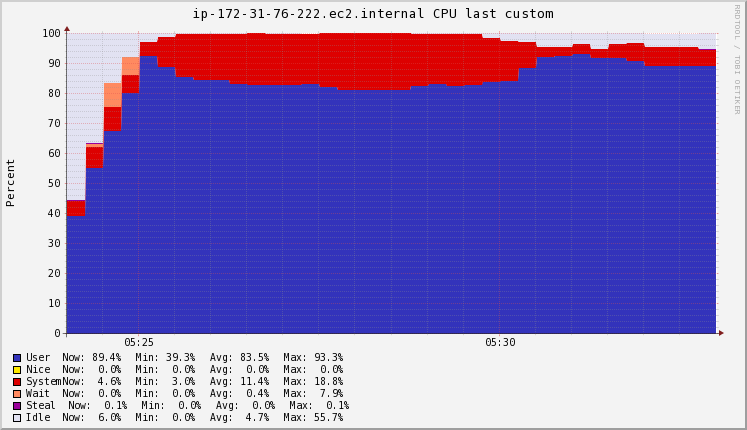 ip-172-31-76-222.ec2.internal CPU last custom
RRDTOOL / TOBI OETIKER
Percent
100
90
80
70
60
50
40
30
20
10
0
05:25 05:30
User Now: 89.4% Min: 39.3% Avg: 83.5% Max: 93.3%
Nice Now: 0.0% Min: 0.0% Avg: 0.0% Max: 0.0%
System Now: 4.6% Min: 3.0% Avg: 11.4% Max: 18.8%
Wait Now: 0.0% Min: 0.0% Avg: 0.4% Max: 7.9%
Steal Now: 0.1% Min: 0.0% Avg: 0.0% Max: 0.1%
Idle Now: 6.0% Min: 0.0% Avg: 4.7% Max: 55.7%